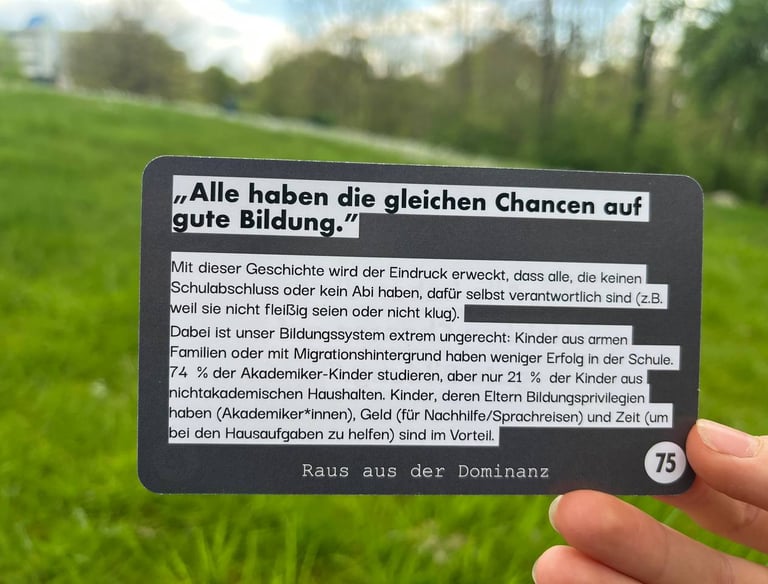 „Alle haben die gleichen Chancen auf
gute Bildung.”
Mit dieser Geschichte wird der Eindruck erweckt, dass alle, die keinen
Schulabschluss oder kein Abi haben, dafür selbst verantwortlich sind (z.B.
weil sie nicht fleißig seien oder nicht klug).
Dabei ist unser Bildungssystem extrem ungerecht: Kinder aus armen
Familien oder mit Migrationshintergrund haben weniger Erfolg in der Schule.
74 % der Akademiker-Kinder studieren, aber nur 21 % der Kinder aus
nichtakademischen Haushalten. Kinder, deren Eltern Bildungsprivilegien
haben (Akademiker*innen), Geld (für Nachhilfe/Sprachreisen) und Zeit (um
bei den Hausaufgaben zu helfen) sind im Vorteil.
Raus aus der Dominanz
75